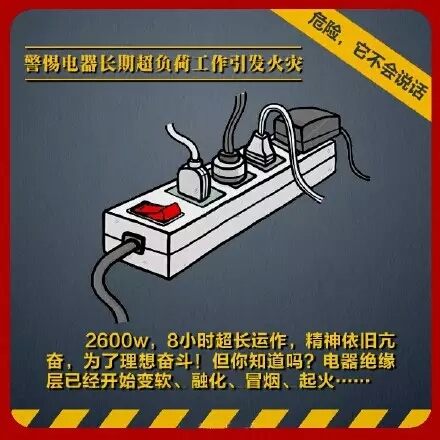 危险，它不会说话
警惕电器长期超负荷工作引发火灾
2600w，8小时超长运作，精神依旧亢
奋，为了理想奋斗！但你知道吗？电器绝缘
层已经开始变软、融化、冒烟、起火……